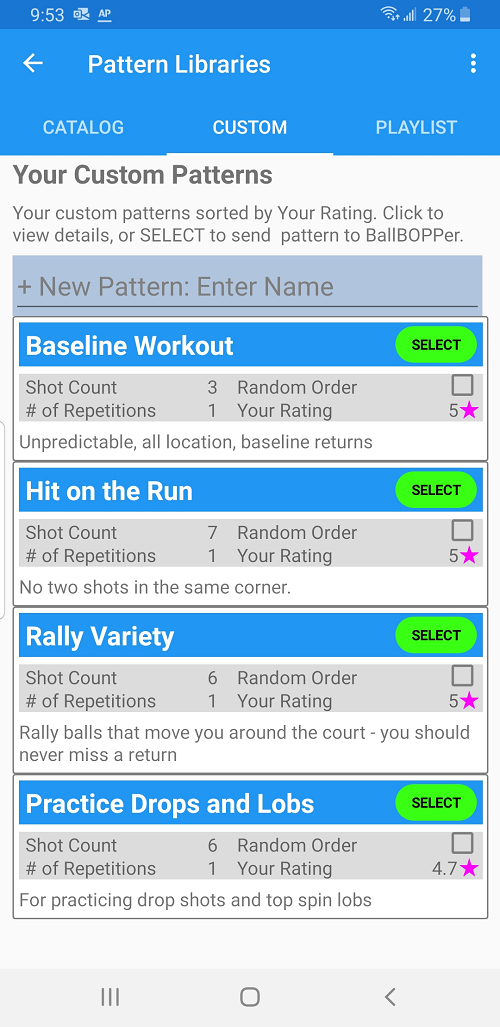 9:53 AP 27%
Pattern Libraries
CATALOG CUSTOM PLAYLIST
Your Custom Patterns
Your custom patterns sorted by Your Rating. Click to
view details, or SELECT to send  pattern to BallBOPPer.
+ New Pattern: Enter Name
Baseline Workout SELECT
Shot Count 3 Random Order
# of Repetitions 1 Your Rating 5★
Unpredictable, all location, baseline returns
Hit on the Run SELECT
Shot Count 7 Random Order
# of Repetitions 1 Your Rating 5★
No two shots in the same corner.
Rally Variety SELECT
Shot Count 6 Random Order
# of Repetitions 1 Your Rating 5★
Rally balls that move you around the court - you should
never miss a return
Practice Drops and Lobs SELECT
Shot Count 6 Random Order
# of Repetitions 1 Your Rating 4.7★
For practicing drop shots and top spin lobs